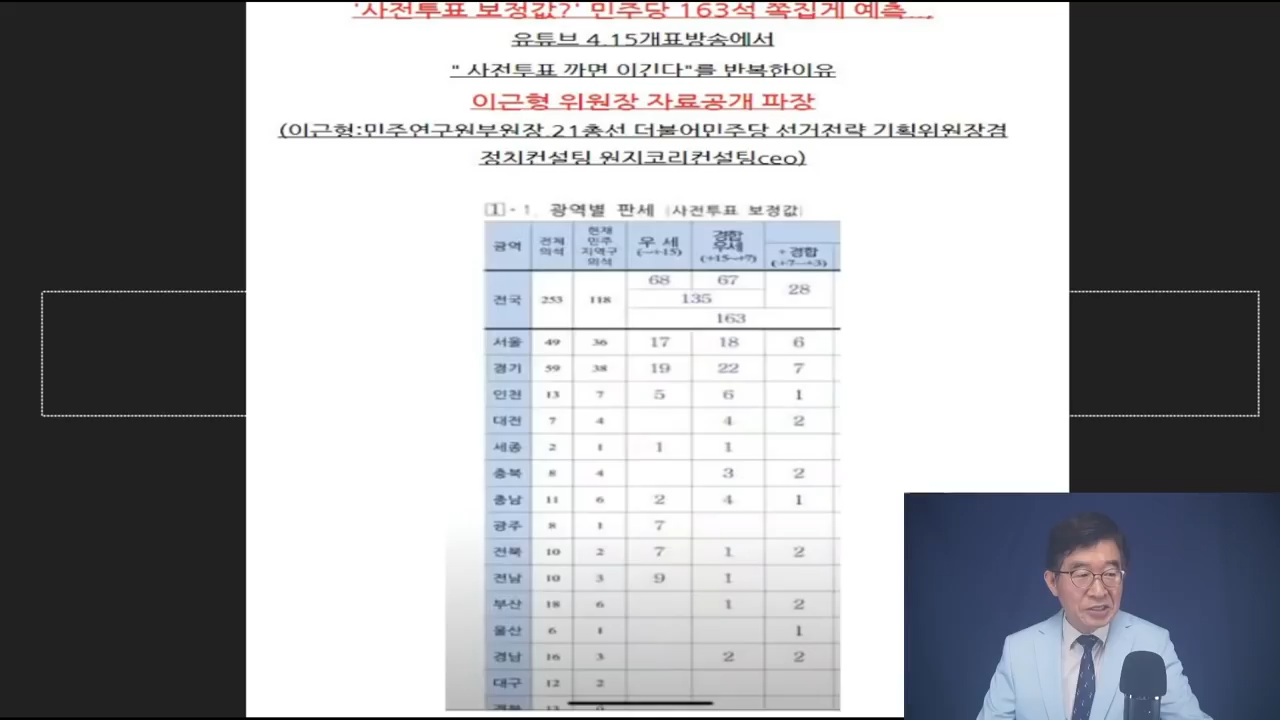 '사전투표 보정값?' 민주당 163석 쪽집게 예측..,
유튜브 4.15개표방송에서
" 사전투표 까면 이긴다"를 반복한이유
이근형 위원장 자료공개 파장
(이근형:민주연구원부원장.21총선 더불어민주당 선거전략 기획위원장겸
정치컨설팅 원지코리컨설팅ceo)
1-1. 광역별 판세 (사전투표 보정값)
광역 전체 의석 현재 민주 지역구 의석 우 세 (~+15) 경합 우세 (+15~+7) +경합 (+7~+3)
전국 253 118 68 67 28
135
163
서울 49 36 17 18 6
경기 59 38 19 22 7
인천 13 7 5 6 1
대전 7 4 4 2
세종 2 1 1 1
충북 8 4 3 2
충남 11 6 2 4 1
광주 8 1 7
전북 10 2 7 1 2
전남 10 3 9 1
부산 18 6 1 2
울산 6 1 1
경남 16 3 2 2
대구 12 2
경북 13 0